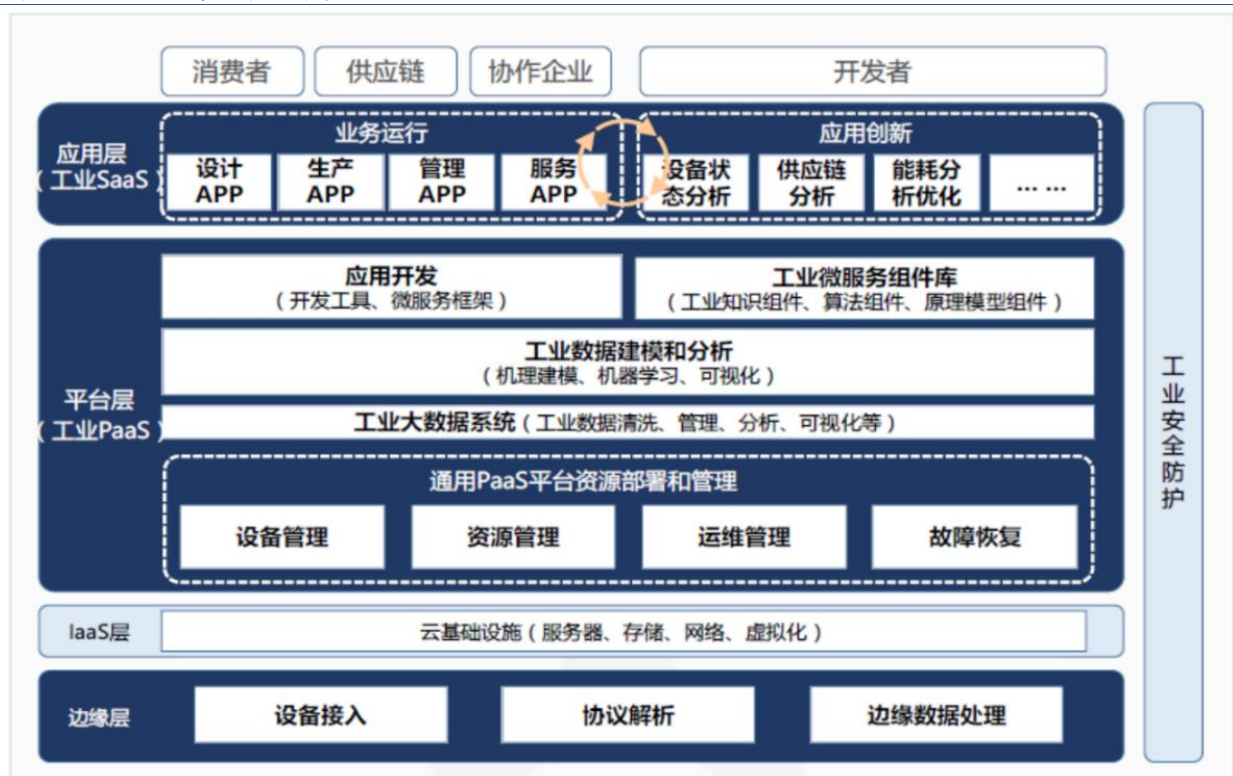 消费者
供应链
协作企业
开发者
应用层
（工业SaaS）
业务运行
设计
APP
生产
APP
管理
APP
服务
APP
应用创新
设备状
态分析
供应链
分析
能耗分
析优化
... ...
平台层
（工业PaaS）
应用开发
（开发工具、微服务框架）
工业微服务组件库
（工业知识组件、算法组件、原理模型组件）
工业数据建模和分析
（机理建模、机器学习、可视化）
工业大数据系统（工业数据清洗、管理、分析、可视化等）
通用PaaS平台资源部署和管理
设备管理
资源管理
运维管理
故障恢复
IaaS层
云基础设施（服务器、存储、网络、虚拟化）
边缘层
设备接入
协议解析
边缘数据处理
工业安全防护